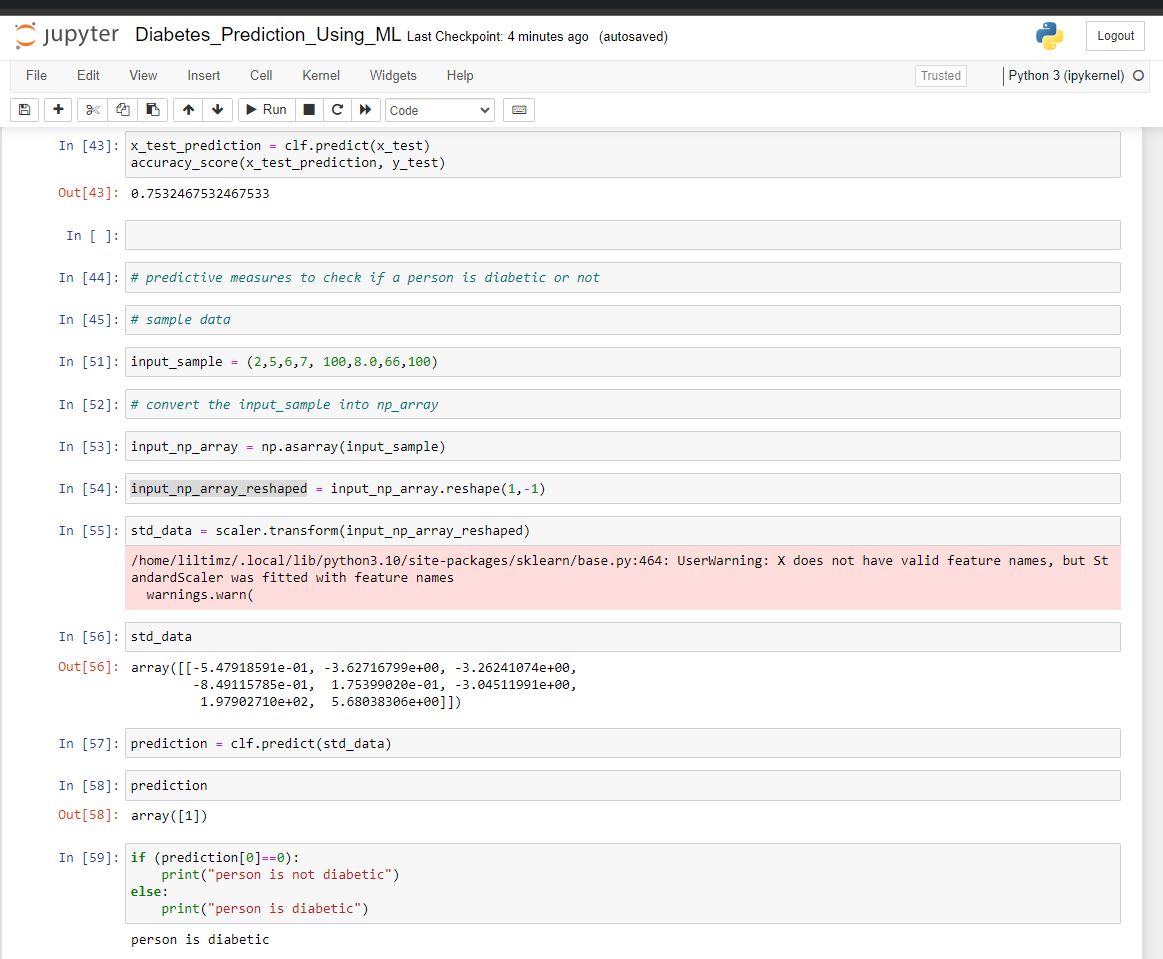 jupyter Diabetes_Prediction_Using_ML Last Checkpoint: 4 minutes ago (autosaved) Logout
File Edit View Insert Cell Kernel Widgets Help Trusted Python 3 (ipykernel)
Run Code
In [43]: x_test_prediction = clf.predict(x_test)
accuracy_score(x_test_prediction, y_test)
Out[43]: 0.7532467532467533
In [ ]:
In [44]: # predictive measures to check if a person is diabetic or not
In [45]: # sample data
In [51]: input_sample = (2,5,6,7, 100,8.0,66,100)
In [52]: # convert the input_sample into np_array
In [53]: input_np_array = np.asarray(input_sample)
In [54]: input_np_array_reshaped = input_np_array.reshape(1,-1)
In [55]: std_data = scaler.transform(input_np_array_reshaped)
/home/liltimz/.local/lib/python3.10/site-packages/sklearn/base.py:464: UserWarning: X does not have valid feature names, but St
andardScaler was fitted with feature names
warnings.warn(
In [56]: std_data
Out[56]: array([[-5.47918591e-01, -3.62716799e+00, -3.26241074e+00,
-8.49115785e-01, 1.75399020e-01, -3.04511991e+00,
1.97902710e+02, 5.68038306e+00]])
In [57]: prediction = clf.predict(std_data)
In [58]: prediction
Out[58]: array([1])
In [59]: if (prediction[0]==0):
print("person is not diabetic")
else:
print("person is diabetic")
person is diabetic